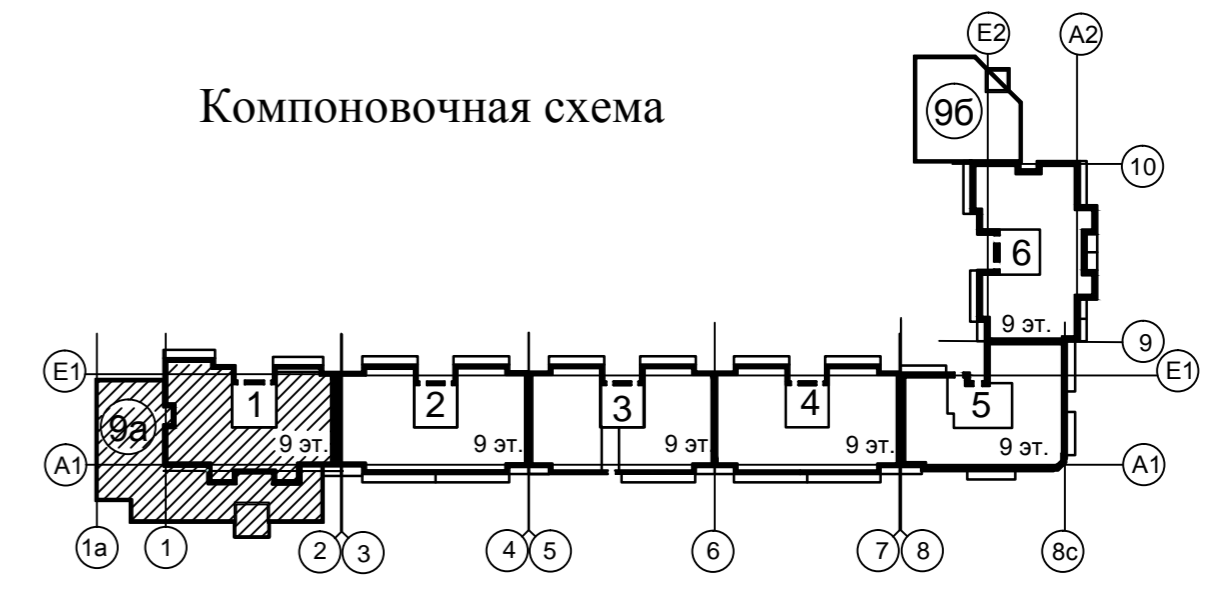 Компоновочная схема
Е2 А2
9б
10
6
9 эт.
9
Е1 Е1
1 2 3 4 5
9а
9 эт. 9 эт. 9 эт. 9 эт. 9 эт.
А1 А1
1а 1 2 3 4 5 6 7 8 8с